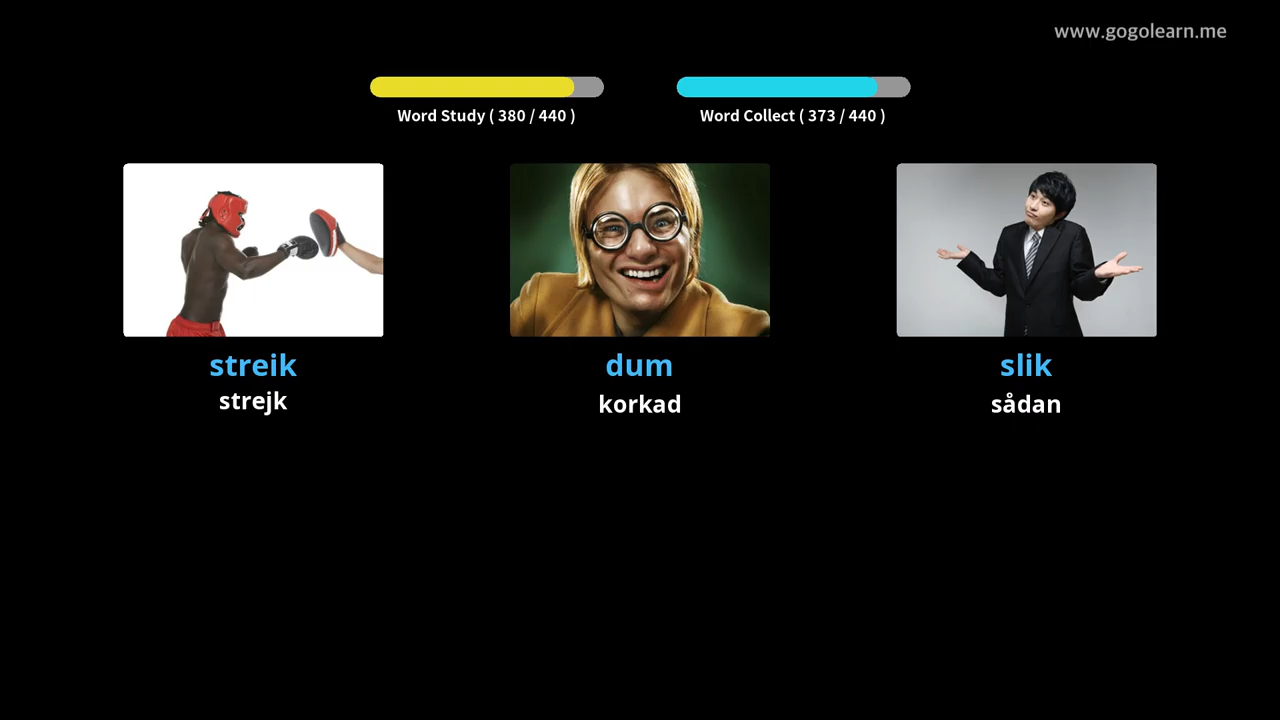 www.gogolearn.me
Word Study ( 380 / 440 )
Word Collect ( 373 / 440 )
streik
dum
slik
strejk
korkad
sådan